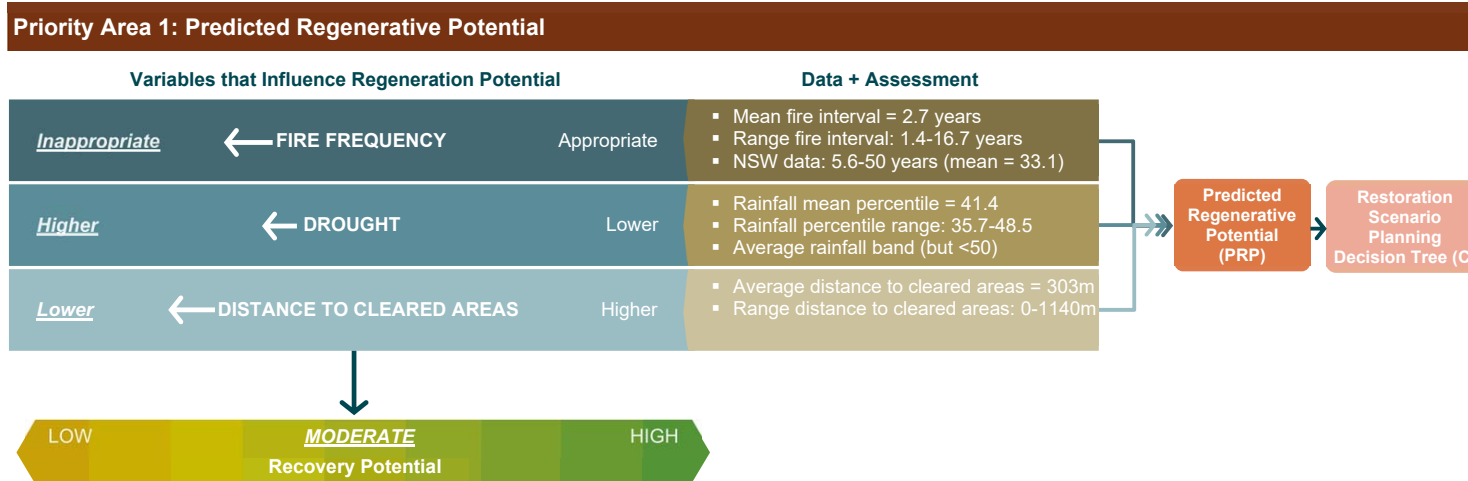 Priority Area 1: Predicted Regenerative Potential
Variables that Influence Regeneration Potential
Data + Assessment
Inappropriate
FIRE FREQUENCY
Appropriate
▪ Mean fire interval = 2.7 years
▪ Range fire interval: 1.4-16.7 years
▪ NSW data: 5.6-50 years (mean = 33.1)
Higher
DROUGHT
Lower
▪ Rainfall mean percentile = 41.4
▪ Rainfall percentile range: 35.7-48.5
▪ Average rainfall band (but <50)
Lower
DISTANCE TO CLEARED AREAS
Higher
▪ Average distance to cleared areas = 303m
▪ Range distance to cleared areas: 0-1140m
Predicted
Regenerative
Potential
(PRP)
Restoration
Scenario
Planning
Decision Tree (C
LOW
MODERATE
HIGH
Recovery Potential